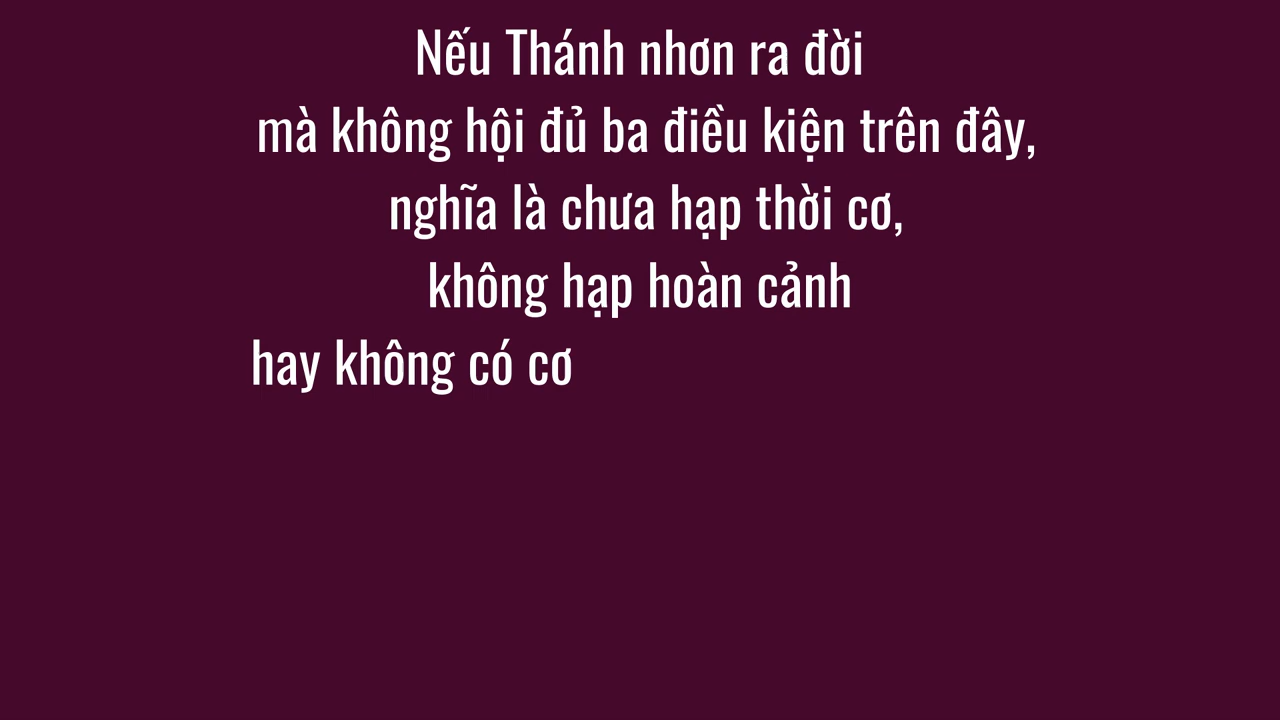 Nếu Thánh nhơn ra đời
mà không hội đủ ba điều kiện trên đây,
nghĩa là chưa hạp thời cơ,
không hạp hoàn cảnh
hay không có cơ